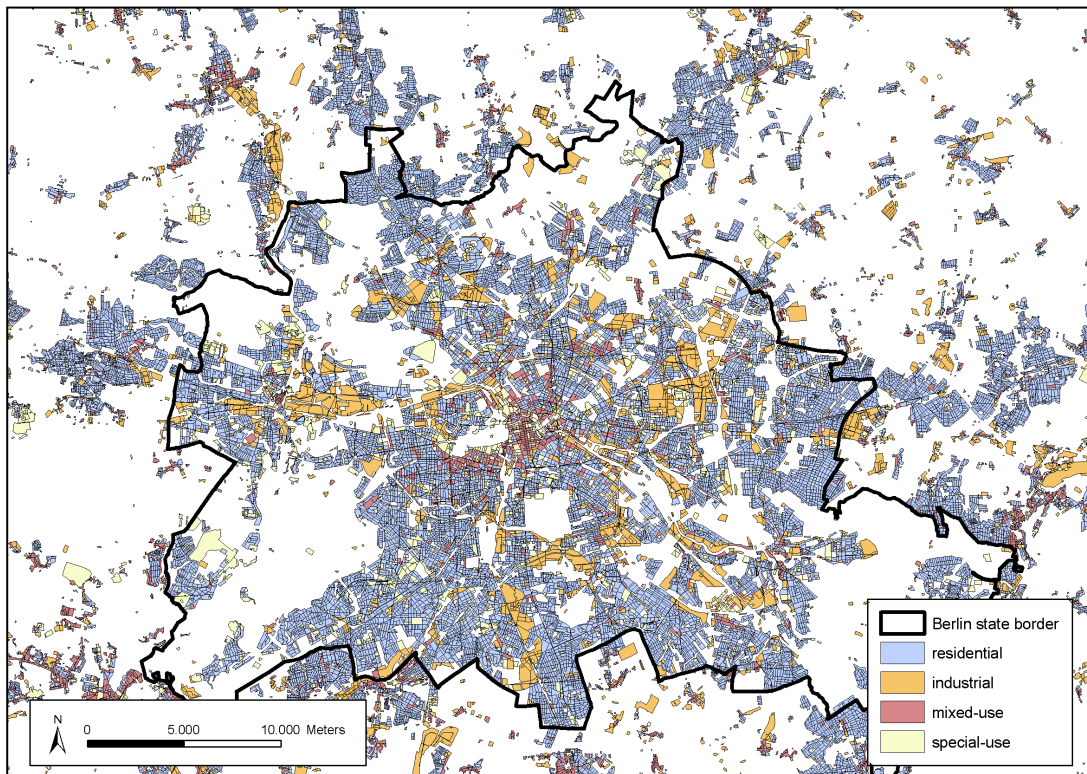 Berlin state border
residential
industrial
mixed-use
special-use
N
0 5.000 10.000 Meters